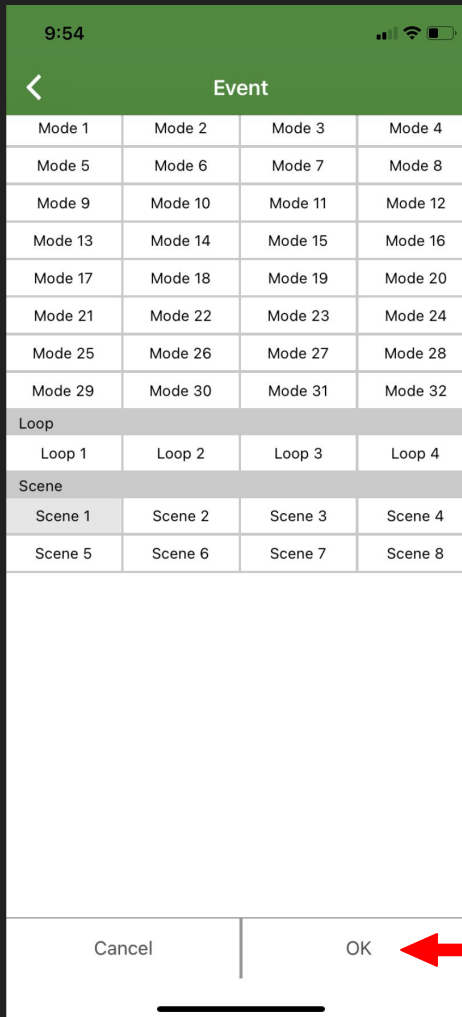 9:54
Event
Mode 1 Mode 2 Mode 3 Mode 4
Mode 5 Mode 6 Mode 7 Mode 8
Mode 9 Mode 10 Mode 11 Mode 12
Mode 13 Mode 14 Mode 15 Mode 16
Mode 17 Mode 18 Mode 19 Mode 20
Mode 21 Mode 22 Mode 23 Mode 24
Mode 25 Mode 26 Mode 27 Mode 28
Mode 29 Mode 30 Mode 31 Mode 32
Loop
Loop 1 Loop 2 Loop 3 Loop 4
Scene
Scene 1 Scene 2 Scene 3 Scene 4
Scene 5 Scene 6 Scene 7 Scene 8
Cancel OK